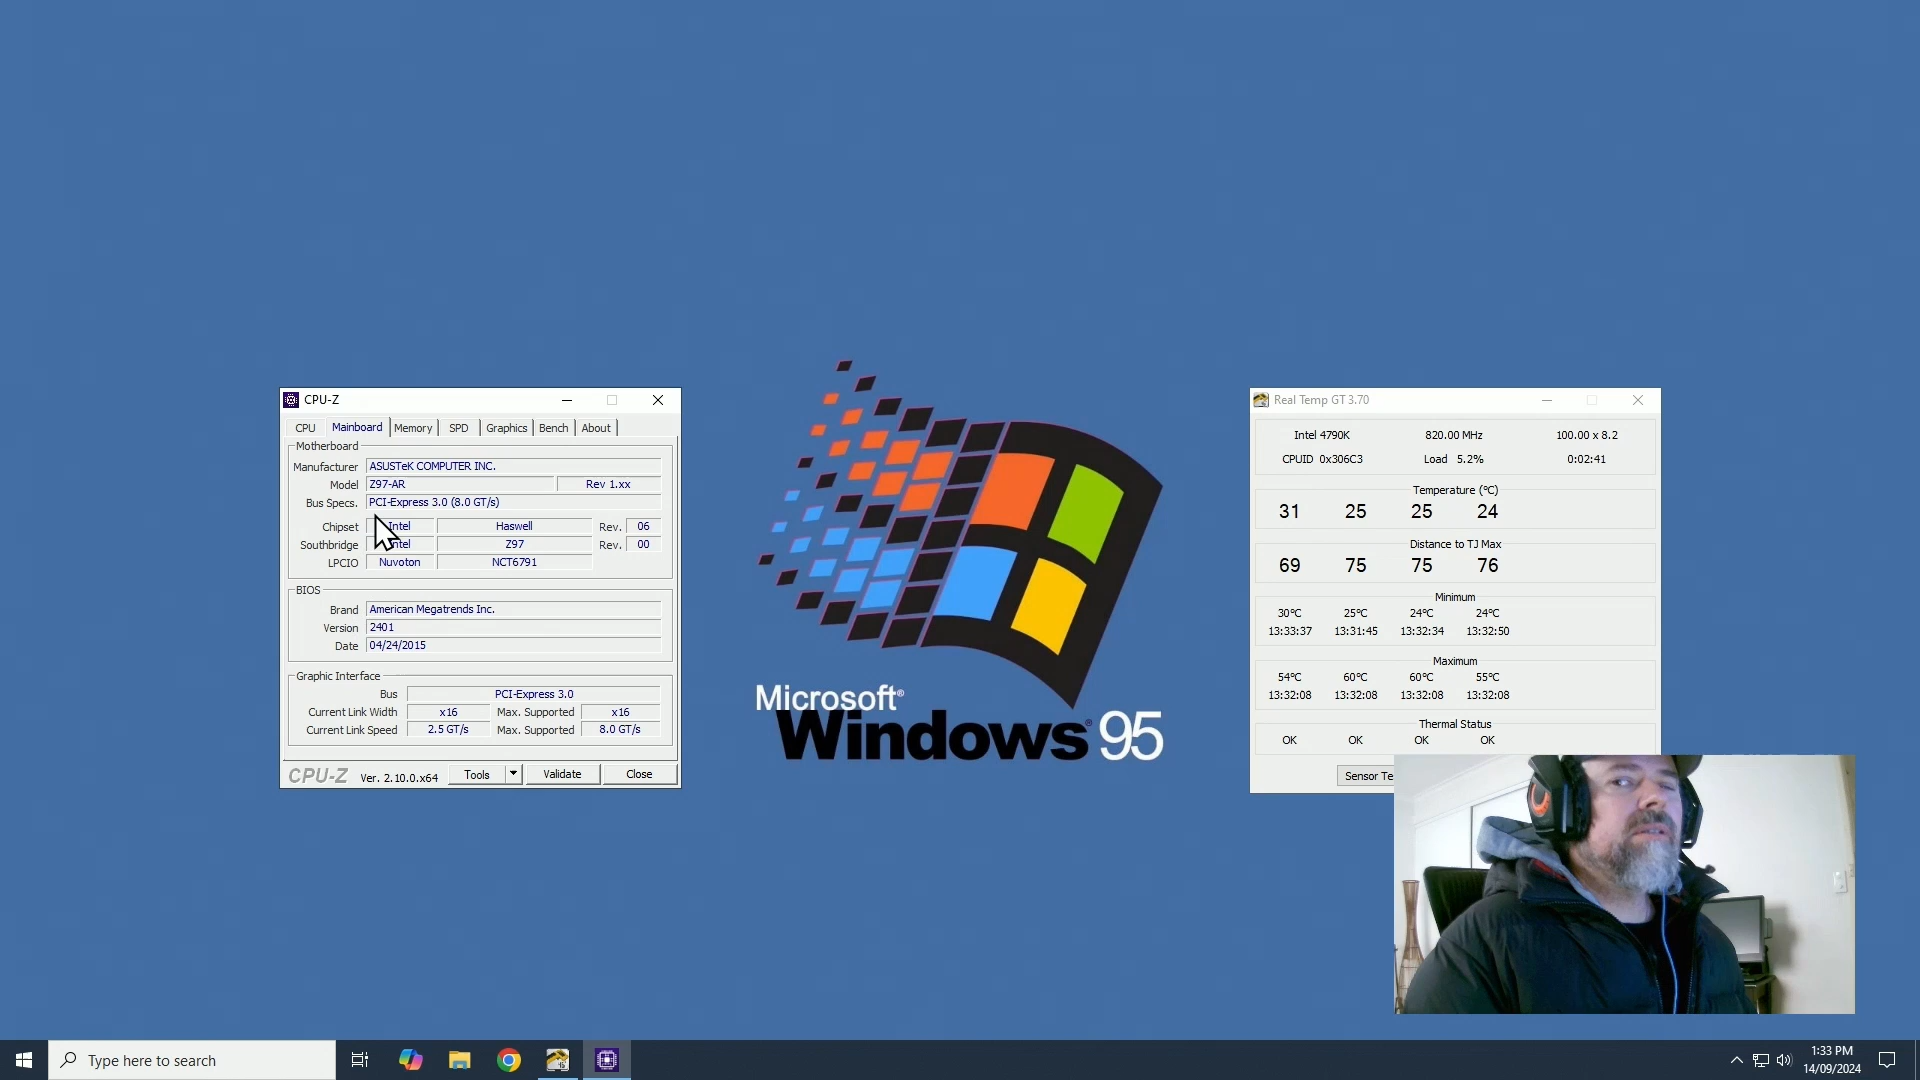 CPU-Z
CPU Mainboard Memory SPD Graphics Bench About
Motherboard
Manufacturer ASUSTeK COMPUTER INC.
Model Z97-AR Rev 1.xx
Bus Specs. PCI-Express 3.0 (8.0 GT/s)
Chipset Intel Haswell Rev. 06
Southbridge Intel Z97 Rev. 00
LPCIO Nuvoton NCT6791
BIOS
Brand American Megatrends Inc.
Version 2401
Date 04/24/2015
Graphic Interface
Bus PCI-Express 3.0
Current Link Width x16 Max. Supported x16
Current Link Speed 2.5 GT/s Max. Supported 8.0 GT/s
CPU-Z Ver. 2.10.0.x64 Tools Validate Close
Microsoft®
Windows® 95
Real Temp GT 3.70
Intel 4790K 820.00 MHz 100.00 x 8.2
CPUID 0x306C3 Load 5.2% 0:02:41
Temperature (°C)
31 25 25 24
Distance to TJ Max
69 75 75 76
Minimum
30°C 25°C 24°C 24°C
13:33:37 13:31:45 13:32:34 13:32:50
Maximum
54°C 60°C 60°C 55°C
13:32:08 13:32:08 13:32:08 13:32:08
Thermal Status
OK OK OK OK
Sensor Te
Type here to search
1:33 PM
14/09/2024